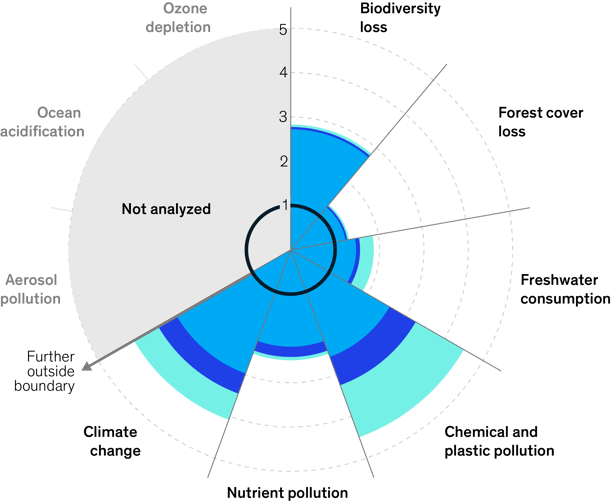 Ozone
depletion
Biodiversity
loss
5
4
Ocean
acidification
Forest cover
loss
3
2
Not analyzed
1
Aerosol
pollution
Freshwater
consumption
Further
outside
boundary
Climate
change
Chemical and
plastic pollution
Nutrient pollution